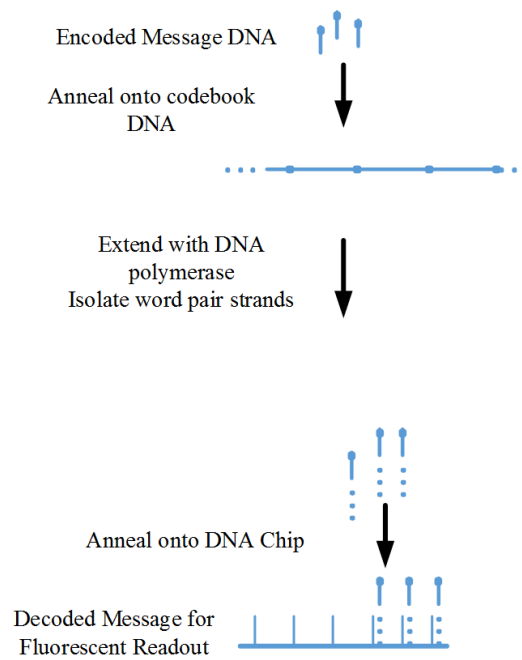 Encoded Message DNA
Anneal onto codebook
DNA
Extend with DNA
polymerase
Isolate word pair strands
Anneal onto DNA Chip
Decoded Message for
Fluorescent Readout